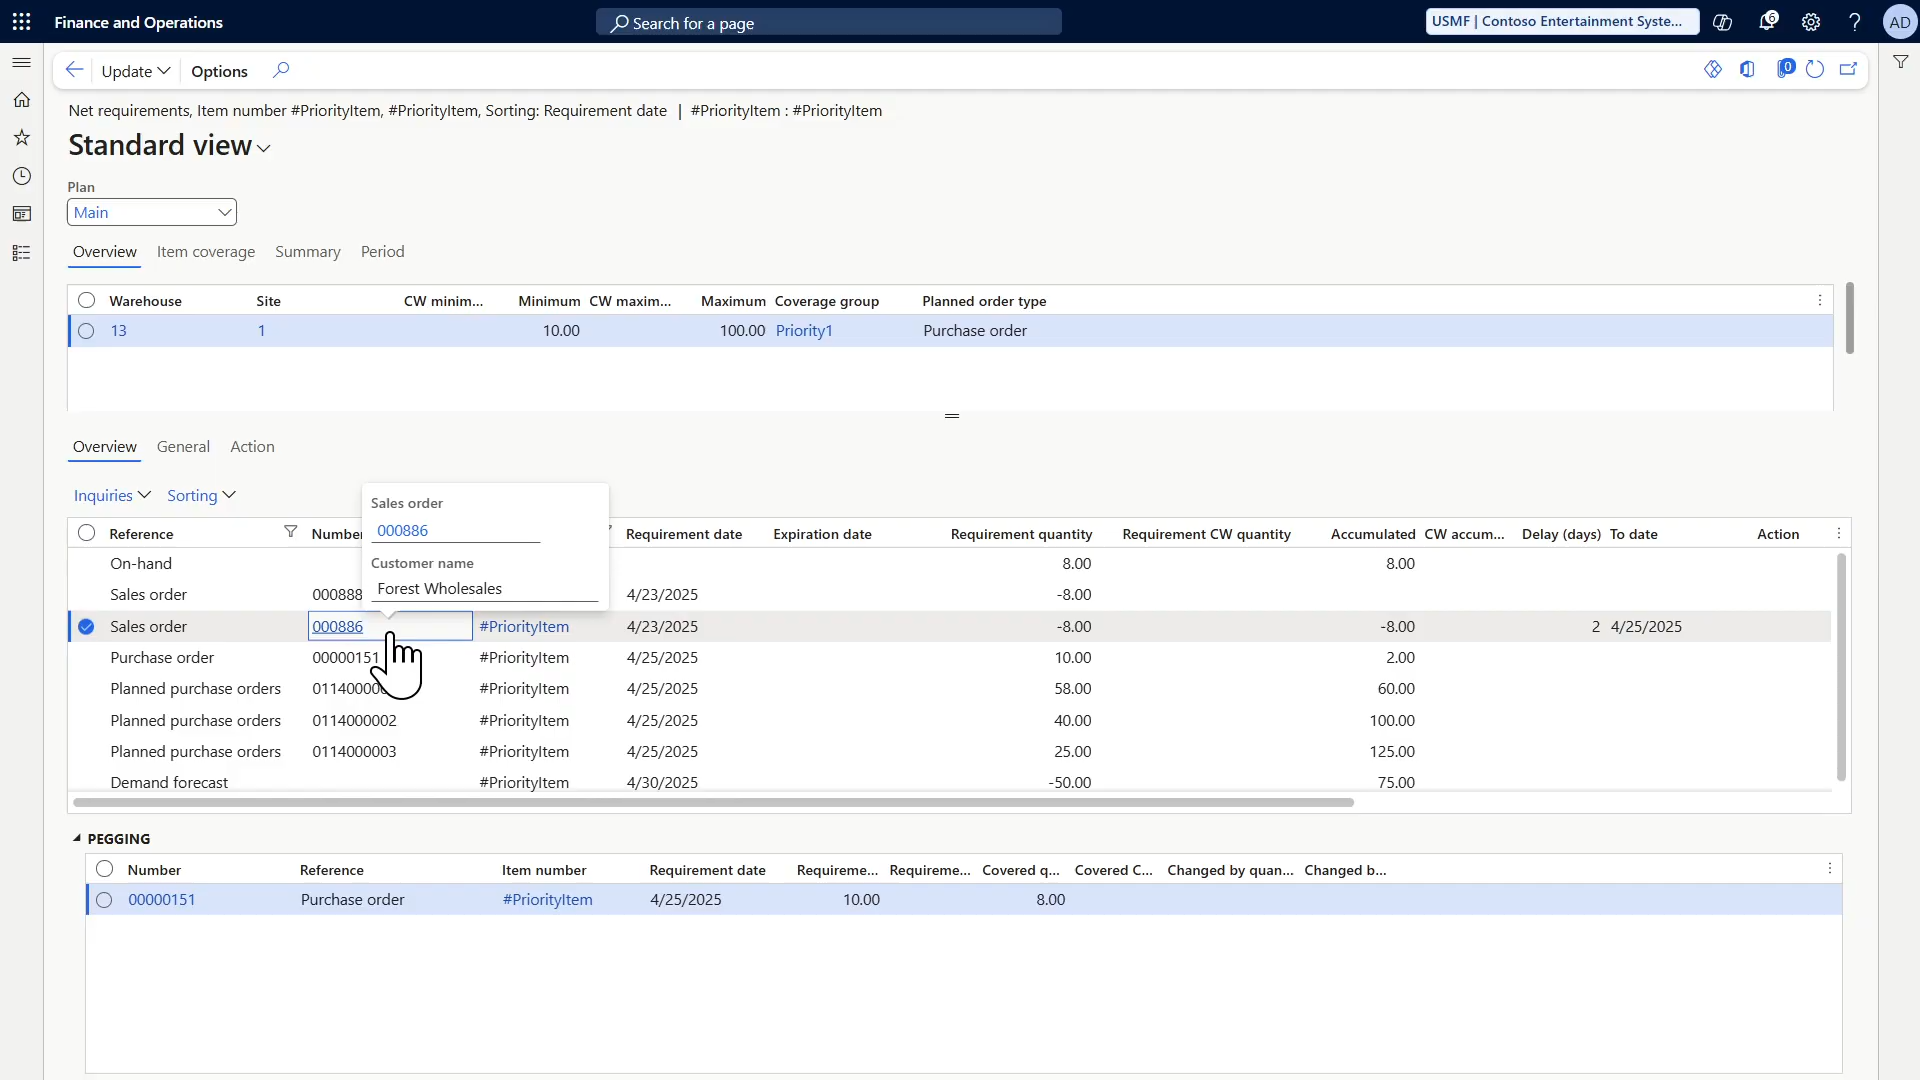 Finance and Operations
Search for a page
USMF | Contoso Entertainment Syste...
6
AD
Update
Options
0
Net requirements, Item number #PriorityItem, #PriorityItem, Sorting: Requirement date | #PriorityItem : #PriorityItem
Standard view
Plan
Main
Overview Item coverage Summary Period
Warehouse Site CW minim... Minimum CW maxim... Maximum Coverage group Planned order type
13 1 10.00 100.00 Priority1 Purchase order
Overview General Action
Inquiries Sorting
Sales order
000886
Customer name
Forest Wholesales
Reference Number Requirement date Expiration date Requirement quantity Requirement CW quantity Accumulated CW accum... Delay (days) To date Action
On-hand 8.00 8.00
Sales order 000888 4/23/2025 -8.00
Sales order 000886 #PriorityItem 4/23/2025 -8.00 -8.00 2 4/25/2025
Purchase order 00000151 #PriorityItem 4/25/2025 10.00 2.00
Planned purchase orders #PriorityItem 4/25/2025 58.00 60.00
Planned purchase orders 0114000002 #PriorityItem 4/25/2025 40.00 100.00
Planned purchase orders 0114000003 #PriorityItem 4/25/2025 25.00 125.00
Demand forecast #PriorityItem 4/30/2025 -50.00 75.00
PEGGING
Number Reference Item number Requirement date Requireme... Requireme... Covered q... Covered C... Changed by quan... Changed b...
00000151 Purchase order #PriorityItem 4/25/2025 10.00 8.00